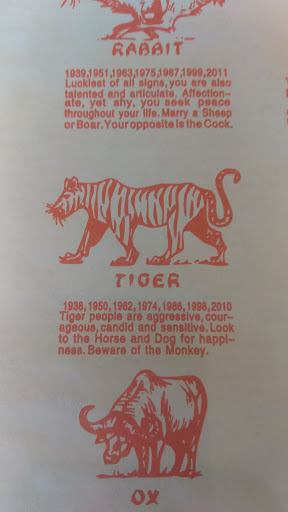 RABBIT
1939,1951,1963,1975,1987,1999,2011
Luckiest of all signs, you are also
talented and articulate. Affection-
ate, yet shy, you seek peace
throughout your life. Marry a Sheep
or Boar. Your opposite is the Cock.
TIGER
1938, 1950, 1962, 1974, 1986, 1998, 2010
Tiger people are aggressive, cour-
ageous, candid and sensitive. Look
to the Horse and Dog for happi-
ness. Beware of the Monkey.
OX